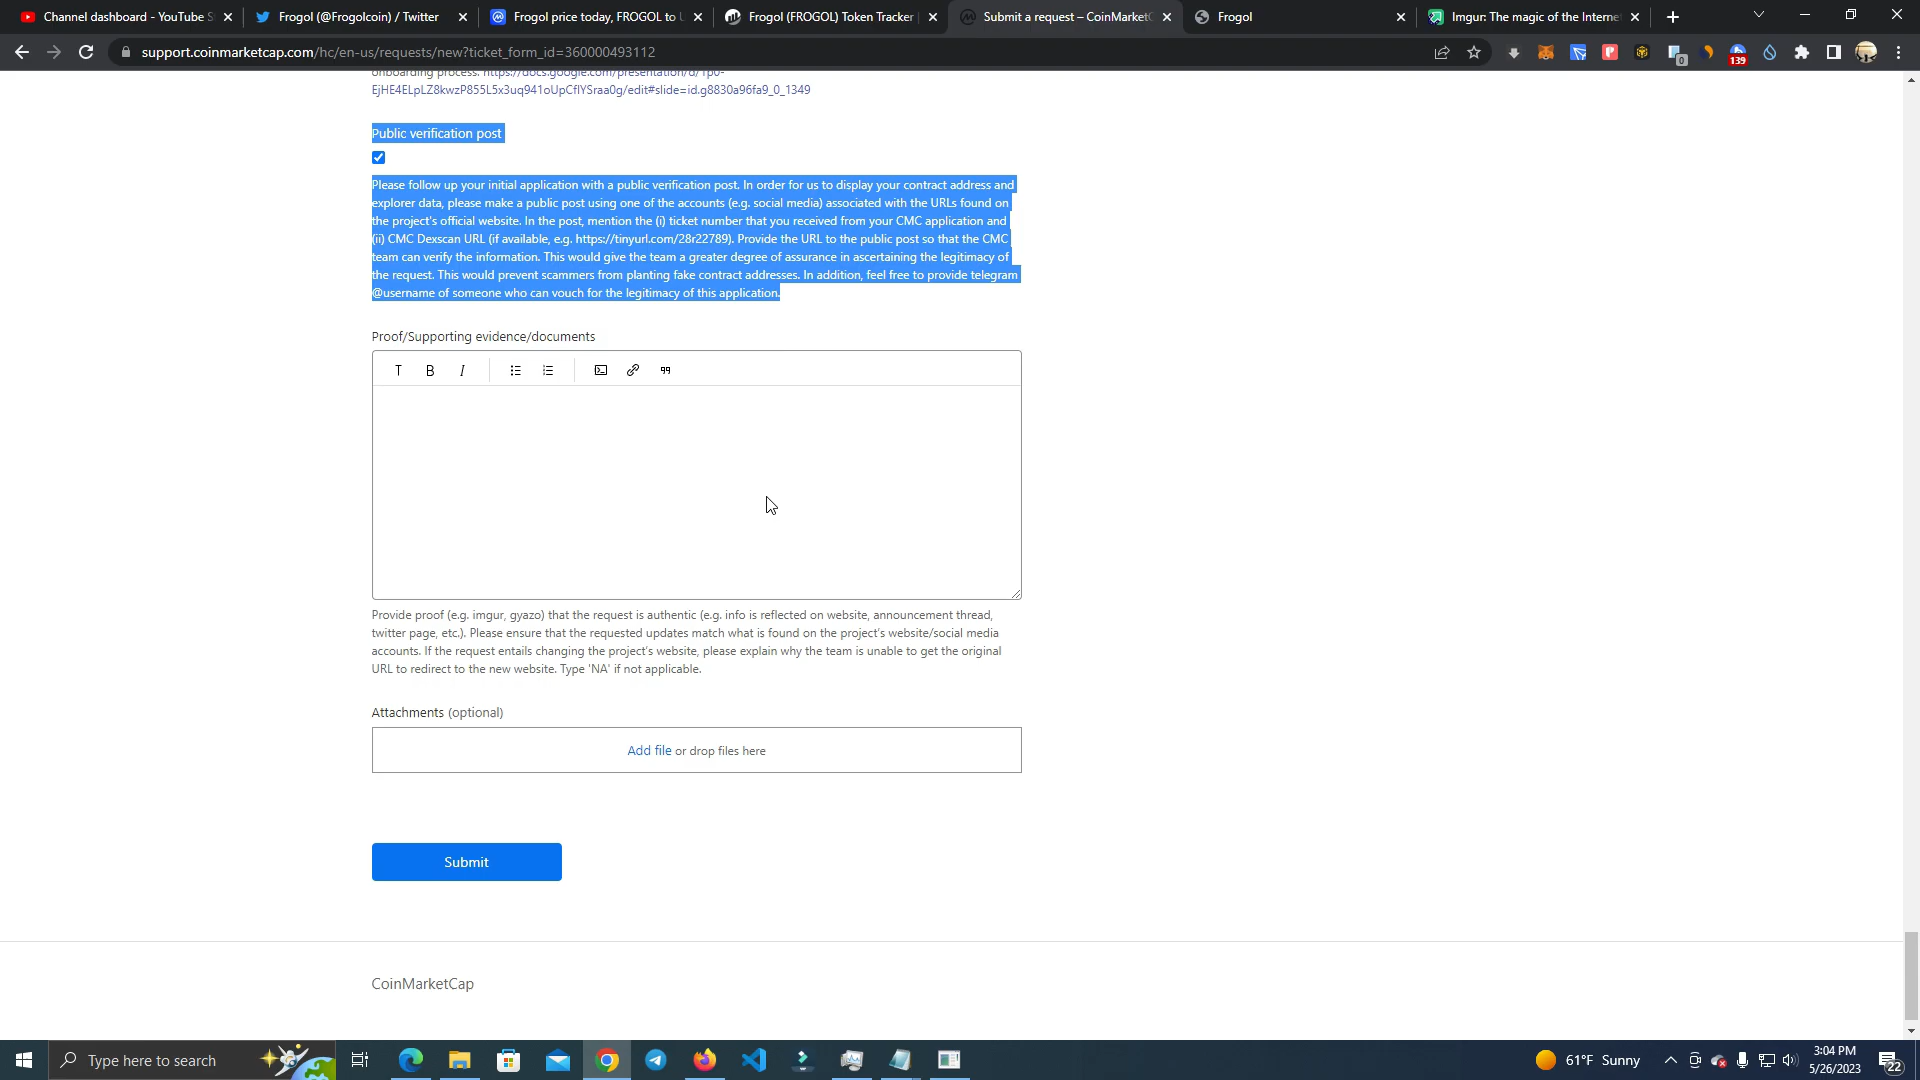 Channel dashboard - YouTube S
Frogol (@Frogolcoin) / Twitter
Frogol price today, FROGOL to U
Frogol (FROGOL) Token Tracker
Submit a request – CoinMarketC
Frogol
Imgur: The magic of the Interne
support.coinmarketcap.com/hc/en-us/requests/new?ticket_form_id=360000493112
0
139
onboarding process. https://docs.google.com/presentation/d/1p0-
EjHE4ELpLZ8kwzP855L5x3uq941oUpCflYSraa0g/edit#slide=id.g8830a96fa9_0_1349
Public verification post
Please follow up your initial application with a public verification post. In order for us to display your contract address and
explorer data, please make a public post using one of the accounts (e.g. social media) associated with the URLs found on
the project's official website. In the post, mention the (i) ticket number that you received from your CMC application and
(ii) CMC Dexscan URL (if available, e.g. https://tinyurl.com/28r22789). Provide the URL to the public post so that the CMC
team can verify the information. This would give the team a greater degree of assurance in ascertaining the legitimacy of
the request. This would prevent scammers from planting fake contract addresses. In addition, feel free to provide telegram
@username of someone who can vouch for the legitimacy of this application.
Proof/Supporting evidence/documents
T B I
Provide proof (e.g. imgur, gyazo) that the request is authentic (e.g. info is reflected on website, announcement thread,
twitter page, etc.). Please ensure that the requested updates match what is found on the project's website/social media
accounts. If the request entails changing the project's website, please explain why the team is unable to get the original
URL to redirect to the new website. Type 'NA' if not applicable.
Attachments (optional)
Add file or drop files here
Submit
CoinMarketCap
Type here to search
61°F Sunny
3:04 PM
5/26/2023
22